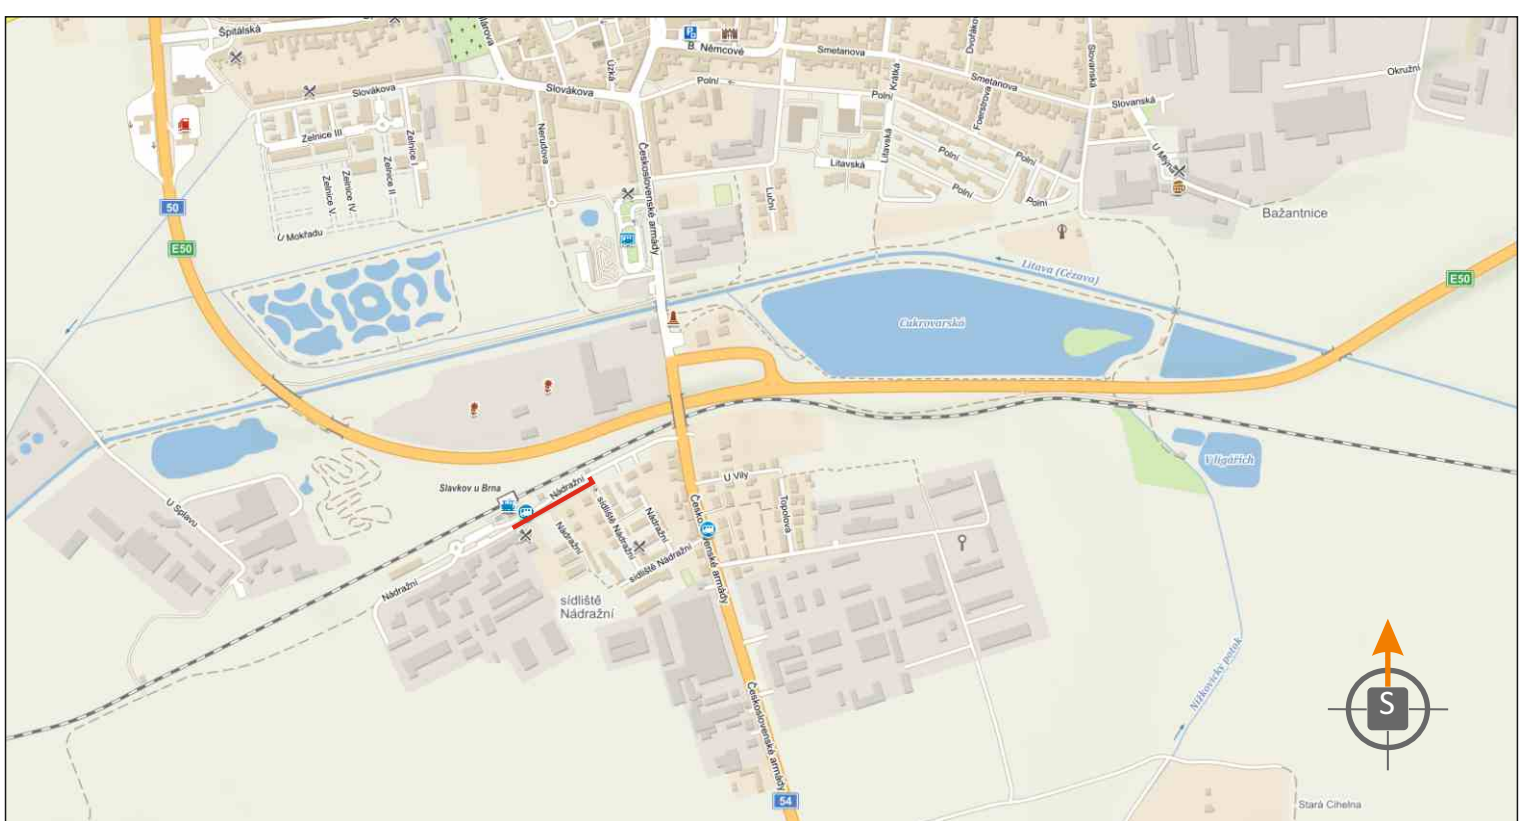 Špitálská
Úzká
B. Němcové
Smetanova
Dvořákova
Slovanská
Okružní
Slovákova
Slovákova
Polní
Krátká
Polní
Smetanova
Foerstrova
Slovanská
Zelnice III
Zelnice I
Nerudova
Československé armády
Litavská
Litavská
Polní
Polní
U Mlýna
Zelnice II
Zelnice IV
Zelnice V.
Luční
Polní
Polní
50
Bažantnice
U Mokřadu
E50
Litava (Cézava)
E50
Cukrovarská
U Vily
V ligářích
Slavkov u Brna
Nádražní
U Splavu
Topolová
sídliště Nádražní
Nádražní
Nádražní
Československé armády
sídliště Nádražní
Nádražní
sídliště
Nádražní
Nížkovický potok
S
Československé armády
54
Stará Cihelna